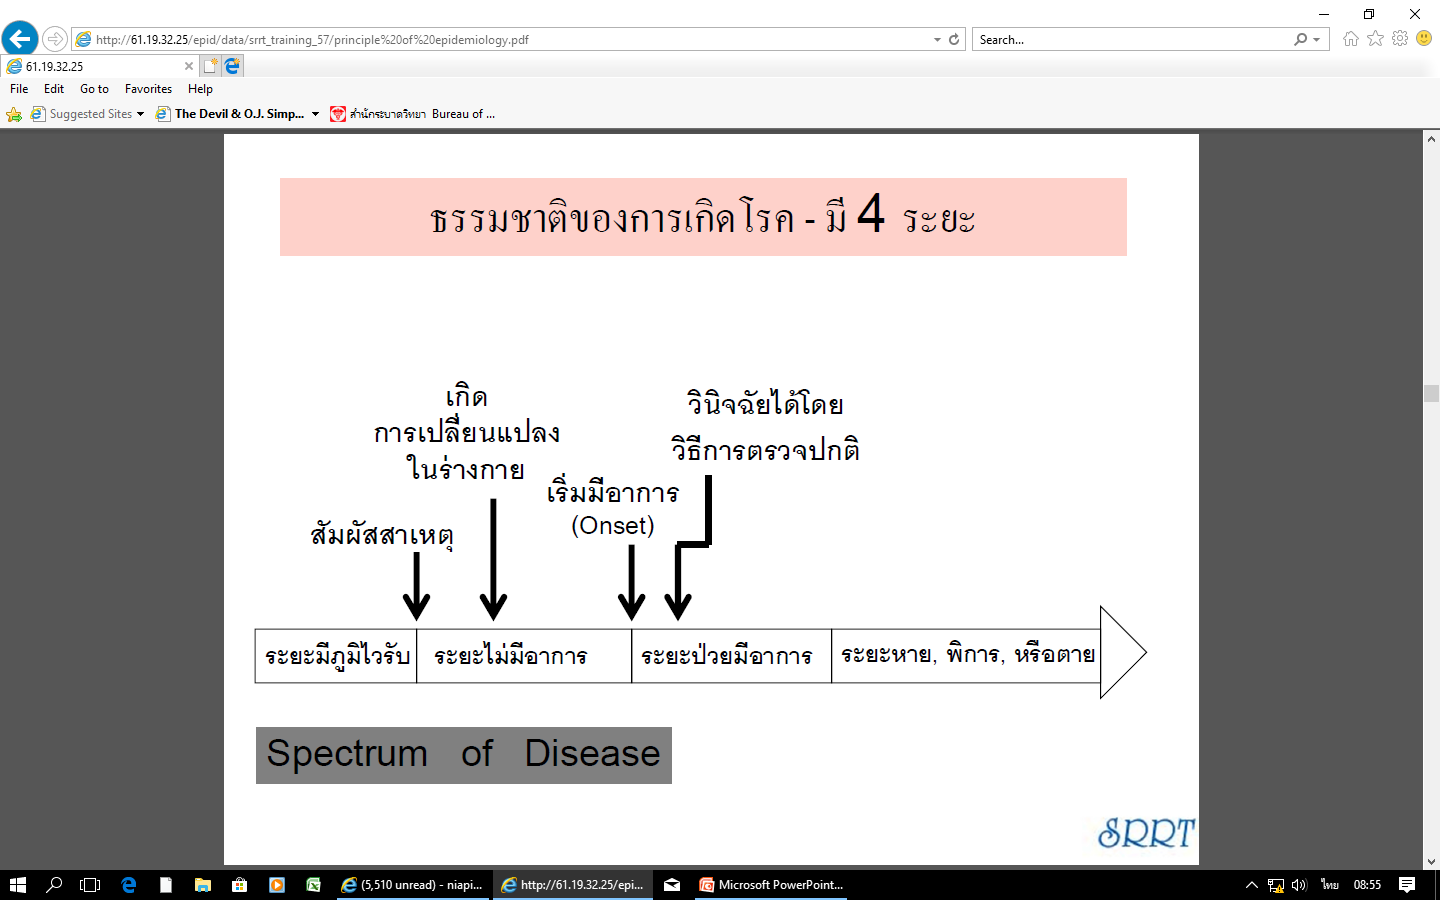 http://61.19.32.25/epid/data/srrt_training_57/principle%20of%20epidemiology.pdf
Search...
61.19.32.25
File Edit Go to Favorites Help
Suggested Sites The Devil & O.J. Simp... สำนักระบาดวิทยา Bureau of ...
ธรรมชาติของการเกิดโรค - มี 4 ระยะ
เกิด
การเปลี่ยนแปลง
ในร่างกาย
วินิจฉัยได้โดย
วิธีการตรวจปกติ
เริ่มมีอาการ
(Onset)
สัมผัสสาเหตุ
ระยะมีภูมิไวรับ ระยะไม่มีอาการ ระยะป่วยมีอาการ ระยะหาย, พิการ, หรือตาย
Spectrum of Disease
SRRT
(5,510 unread) - niapi... http://61.19.32.25/epi... Microsoft PowerPoint... ไทย 08:55